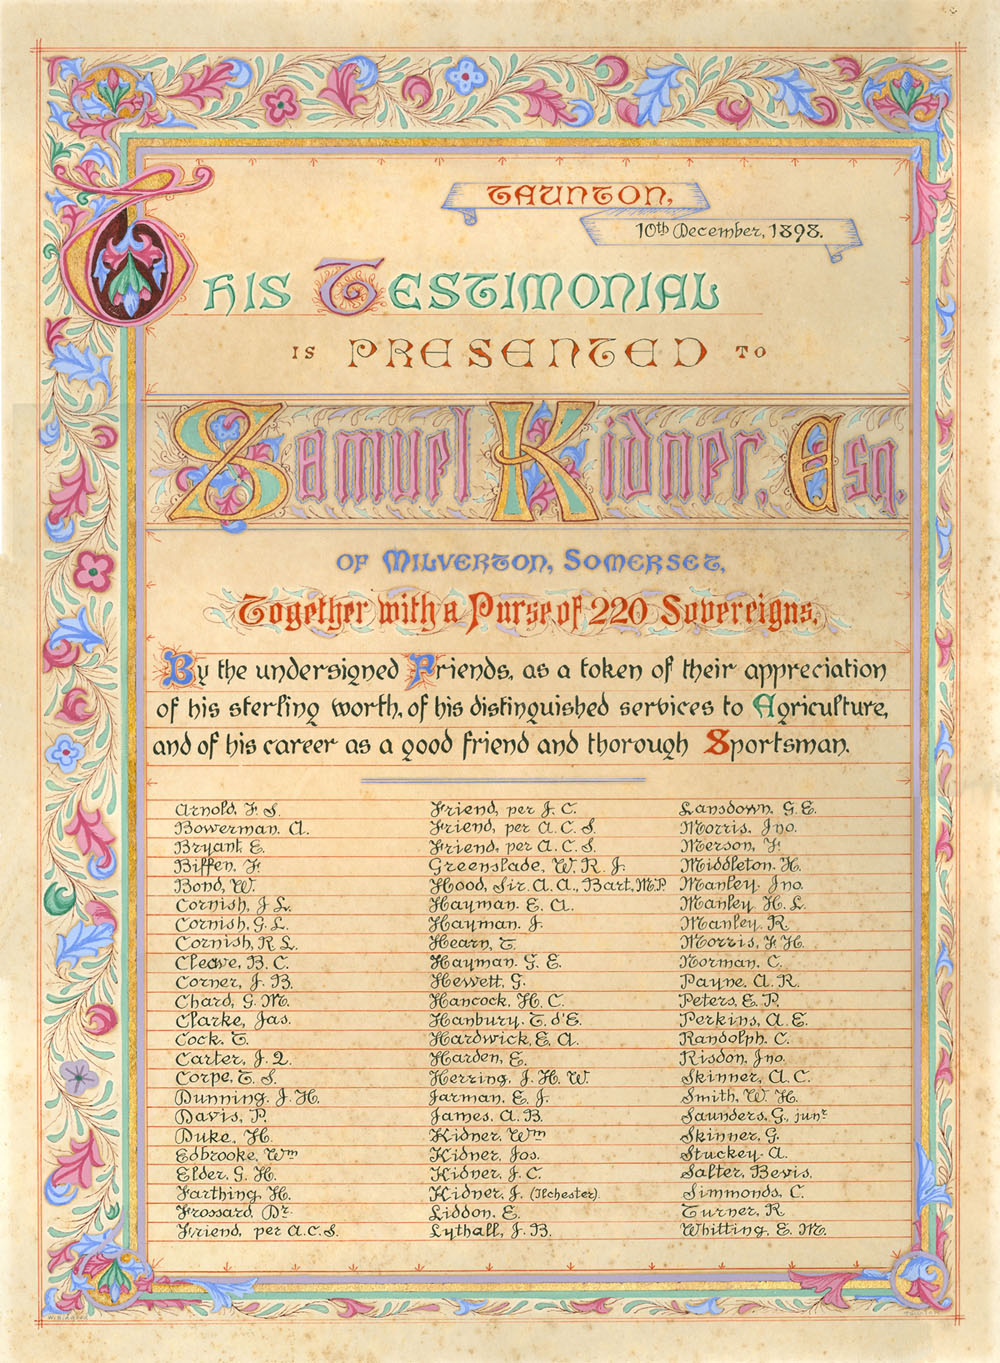 Taunton,
10th December, 1898.
This Testimonial
is Presented to
Samuel Kidner, Esq.
of Milverton, Somerset,
Together with a Purse of 220 Sovereigns,
By the undersigned Friends, as a token of their appreciation
of his sterling worth, of his distinguished services to Agriculture,
and of his career as a good friend and thorough Sportsman.
Arnold, F. S.
Bowerman, A.
Bryant, E.
Biffen, F.
Bond, W.
Cornish, J. L.
Cornish, G. L.
Cornish, R. L.
Cleave, B. C.
Corner, J. B.
Chard, G. M.
Clarke, Jas.
Cock, T.
Carter, J. Q.
Corpe, T. S.
Dunning, J. H.
Davis, P.
Duke, H.
Edbrooke, Wm
Elder, G. H.
Farthing, H.
Frossard, Dr.
Friend, per A. C. S.
Friend, per J. C.
Friend, per A. C. S.
Friend, per A. C. S.
Greenslade, W. R. J.
Hood, Sir. A. A., Bart, M.P.
Hayman, E. A.
Hayman, J.
Hearn, T.
Hayman, G. E.
Hewett, G.
Hancock, H. C.
Hanbury, T. d'E.
Hardwick, E. A.
Harden, E.
Herring, J. H. W.
Jarman, E. J.
James, A. B.
Kidner, Wm
Kidner, Jos.
Kidner, J. C.
Kidner, J. (Ilchester).
Liddon, E.
Lythall, J. B.
Lansdown, G. E.
Morris, Jno.
Merson, F.
Middleton, H.
Manley, Jno.
Manley, H. L.
Manley, R.
Morris, F. H.
Norman, C.
Payne, A. R.
Peters, E. P.
Perkins, A. E.
Randolph, C.
Risdon, Jno.
Skinner, A. C.
Smith, W. H.
Saunders, G., junr.
Skinner, G.
Stuckey, A.
Salter, Bevis.
Simmonds, C.
Turner, R.
Whitting, E. M.